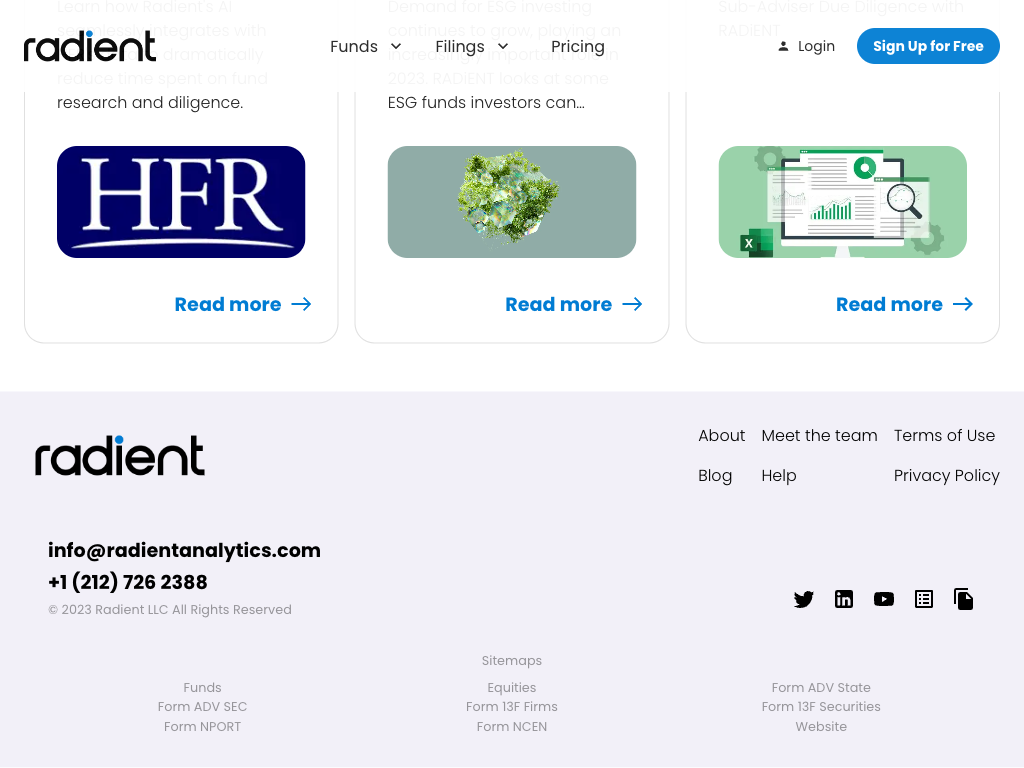 Learn how Radient's AI
seamlessly integrates with
dramatically
reduce time spent on fund
research and diligence.
Demand for ESG investing
continues to grow, playing an
increasingly important role in
2023. RADiENT looks at some
ESG funds investors can...
Sub-Adviser Due Diligence with
RADiENT
radient
Funds
Filings
Pricing
Login
Sign Up for Free
HFR
X
Read more
Read more
Read more
radient
About Meet the team Terms of Use
Blog Help Privacy Policy
info@radientanalytics.com
+1 (212) 726 2388
© 2023 Radient LLC All Rights Reserved
in
Sitemaps
Funds Equities Form ADV State
Form ADV SEC Form 13F Firms Form 13F Securities
Form NPORT Form NCEN Website